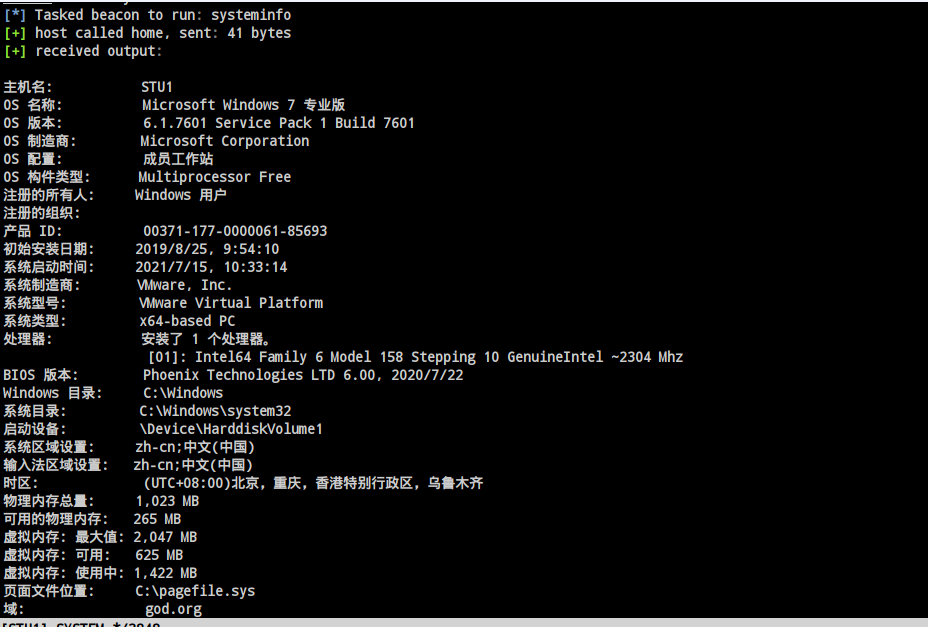 [*] Tasked beacon to run: systeminfo
[+] host called home, sent: 41 bytes
[+] received output:
主机名: STU1
OS 名称: Microsoft Windows 7 专业版
OS 版本: 6.1.7601 Service Pack 1 Build 7601
OS 制造商: Microsoft Corporation
OS 配置: 成员工作站
OS 构件类型: Multiprocessor Free
注册的所有人: Windows 用户
注册的组织:
产品 ID: 00371-177-0000061-85693
初始安装日期: 2019/8/25, 9:54:10
系统启动时间: 2021/7/15, 10:33:14
系统制造商: VMware, Inc.
系统型号: VMware Virtual Platform
系统类型: x64-based PC
处理器: 安装了 1 个处理器。
[01]: Intel64 Family 6 Model 158 Stepping 10 GenuineIntel ~2304 Mhz
BIOS 版本: Phoenix Technologies LTD 6.00, 2020/7/22
Windows 目录: C:\Windows
系统目录: C:\Windows\system32
启动设备: \Device\HarddiskVolume1
系统区域设置: zh-cn;中文(中国)
输入法区域设置: zh-cn;中文(中国)
时区: (UTC+08:00)北京，重庆，香港特别行政区，乌鲁木齐
物理内存总量: 1,023 MB
可用的物理内存: 265 MB
虚拟内存: 最大值: 2,047 MB
虚拟内存: 可用: 625 MB
虚拟内存: 使用中: 1,422 MB
页面文件位置: C:\pagefile.sys
域: god.org
[STU1] SYSTEM */2840